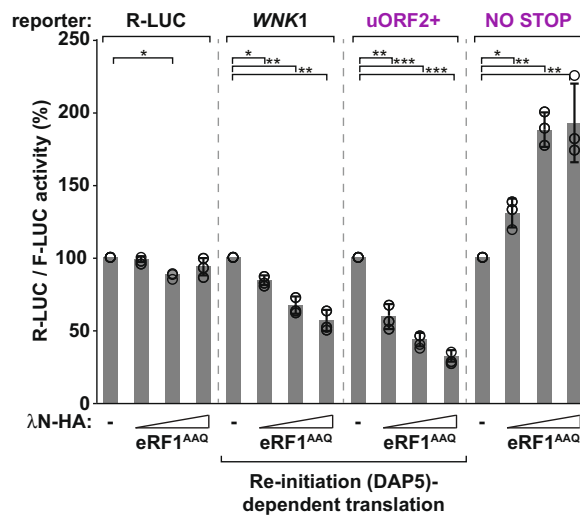 reporter: R-LUC WNK1 uORF2+ NO STOP
250
* * ** ** ** *** *** * ** **
200
150
100
50
0
R-LUC / F-LUC activity (%)
λN-HA: - - - -
eRF1AAQ eRF1AAQ eRF1AAQ eRF1AAQ
Re-initiation (DAP5)-
dependent translation